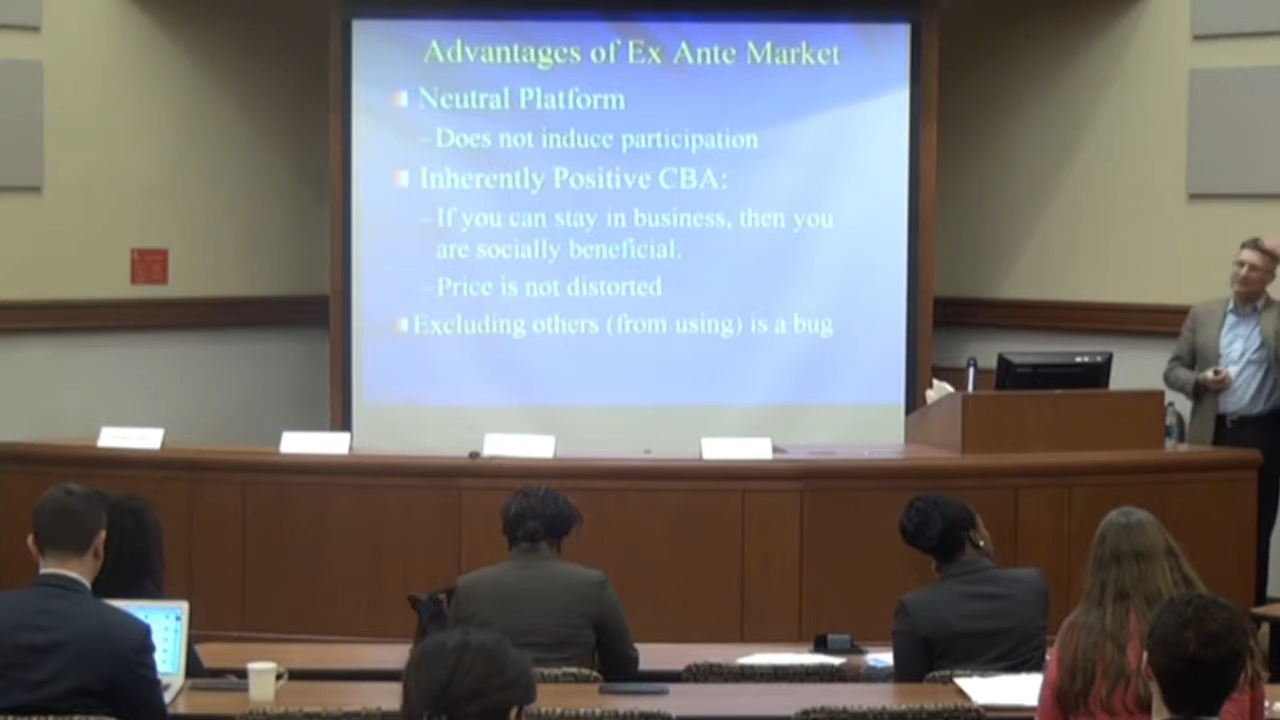 Advantages of Ex Ante Market
Neutral Platform
–Does not induce participation
Inherently Positive CBA:
–If you can stay in business, then you
are socially beneficial.
–Price is not distorted
Excluding others (from using) is a bug